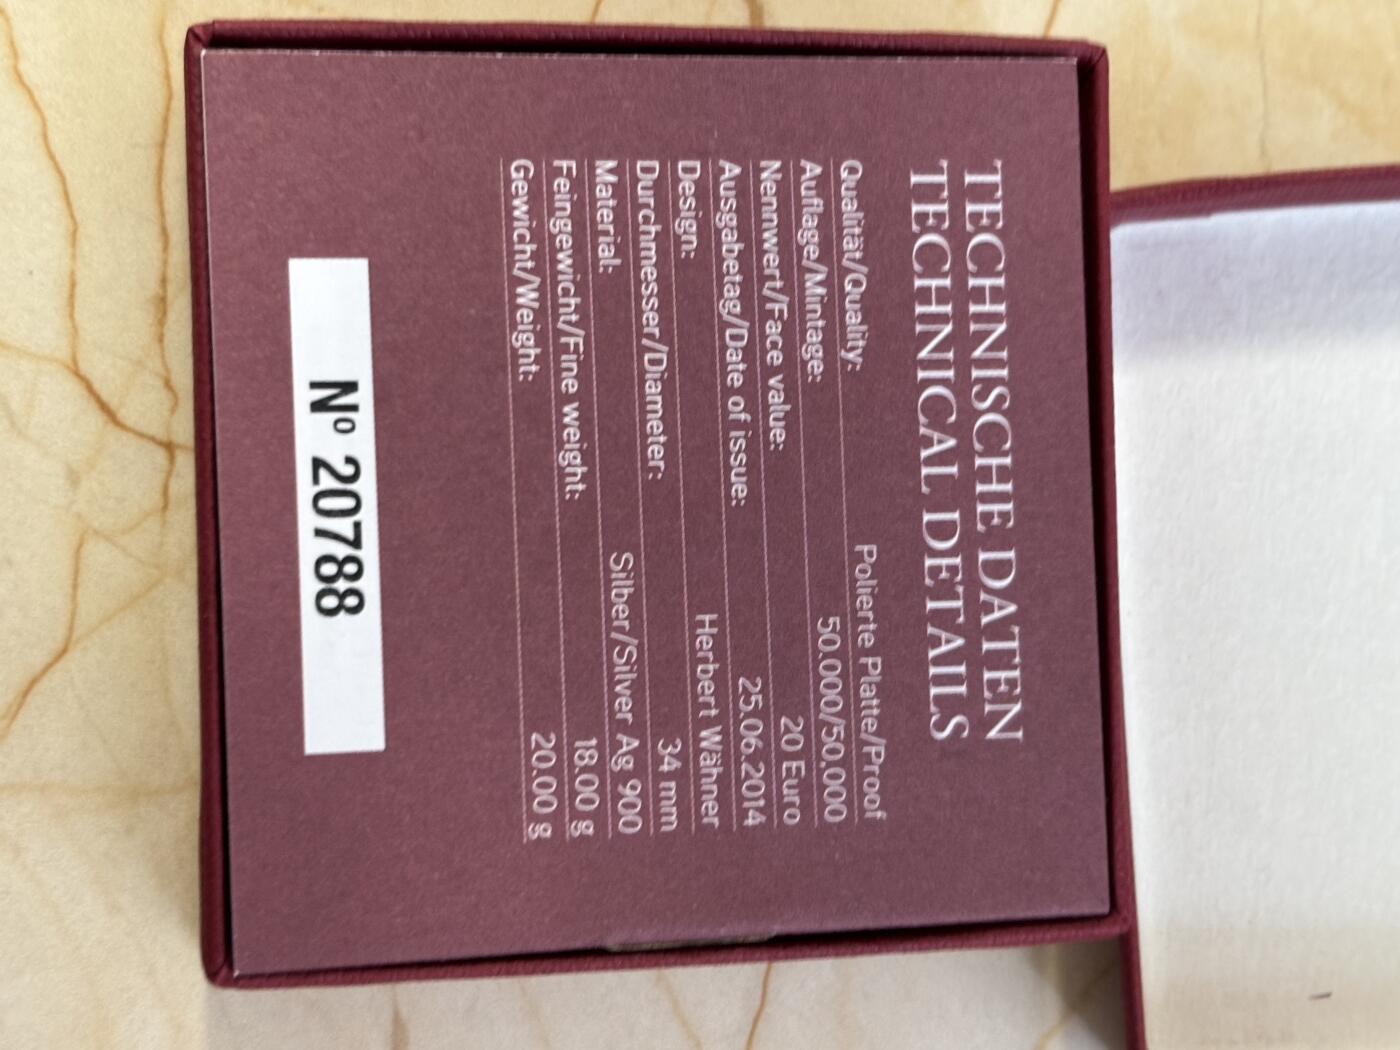 TECHNISCHE DATEN
TECHNICAL DETAILS
Qualität/Quality: Polierte Platte/Proof
Auflage/Mintage: 50.000/50,000
Nennwert/Face value: 20 Euro
Ausgabetag/Date of issue: 25.06.2014
Design: Herbert Wähner
Durchmesser/Diameter: 34 mm
Material: Silber/Silver Ag 900
Feingewicht/Fine weight: 18.00 g
Gewicht/Weight: 20.00 g
Nº 20788